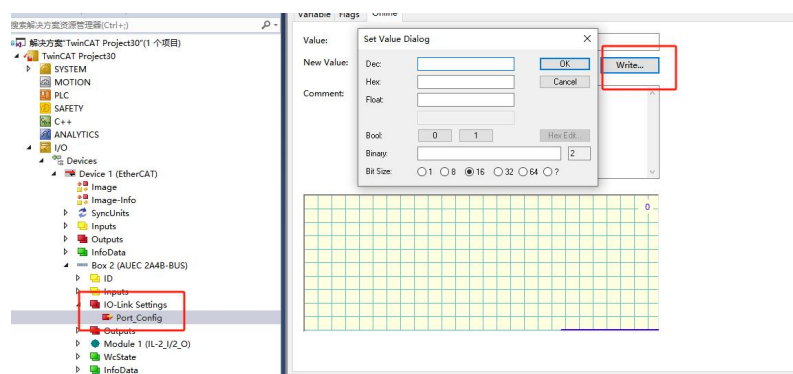 搜索解决方案资源管理器(Ctrl+;)
解决方案"TwinCAT Project30"(1 个项目)
TwinCAT Project30
SYSTEM
MOTION
PLC
SAFETY
C++
ANALYTICS
I/O
Devices
Device 1 (EtherCAT)
Image
Image-Info
SyncUnits
Inputs
Outputs
InfoData
Box 2 (AUEC 2A4B-BUS)
ID
Inputs
IO-Link Settings
Port_Config
Outputs
Module 1 (IL-2_I/2_O)
WcState
InfoData
Variable Flags Online
Value:
New Value:
Write...
Comment:
Set Value Dialog
Dec:
OK
Hex:
Cancel
Float:
Bool:
0
1
Hex Edit...
Binary:
2
Bit Size:
1 8 16 32 64 ?
0